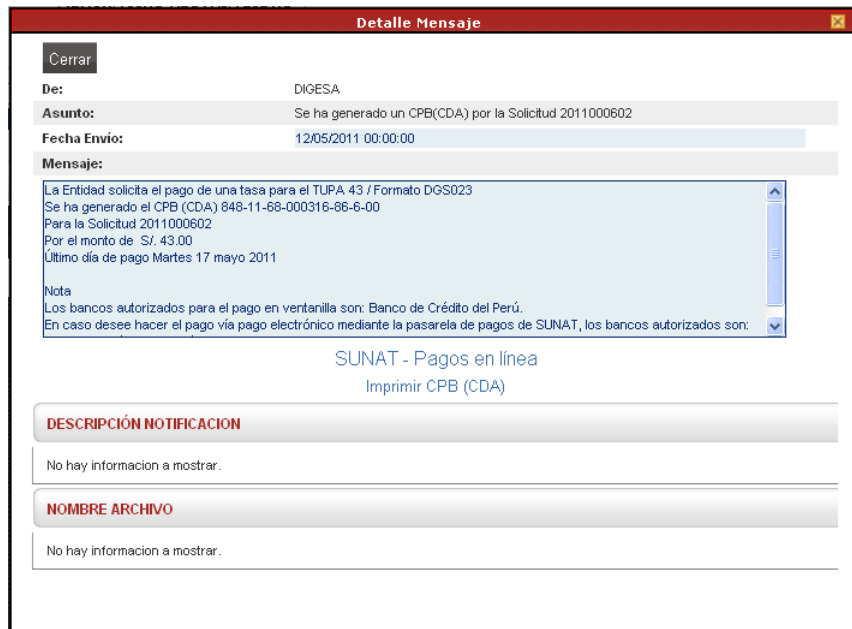 Detalle Mensaje
Cerrar
De: DIGESA
Asunto: Se ha generado un CPB(CDA) por la Solicitud 2011000602
Fecha Envío: 12/05/2011 00:00:00
Mensaje:
La Entidad solicita el pago de una tasa para el TUPA 43 / Formato DGS023
Se ha generado el CPB (CDA) 848-11-68-000316-86-6-00
Para la Solicitud 2011000602
Por el monto de S/. 43.00
Último día de pago Martes 17 mayo 2011
Nota
Los bancos autorizados para el pago en ventanilla son: Banco de Crédito del Perú.
En caso desee hacer el pago vía pago electrónico mediante la pasarela de pagos de SUNAT, los bancos autorizados son:
SUNAT - Pagos en línea
Imprimir CPB (CDA)
DESCRIPCIÓN NOTIFICACION
No hay informacion a mostrar.
NOMBRE ARCHIVO
No hay informacion a mostrar.